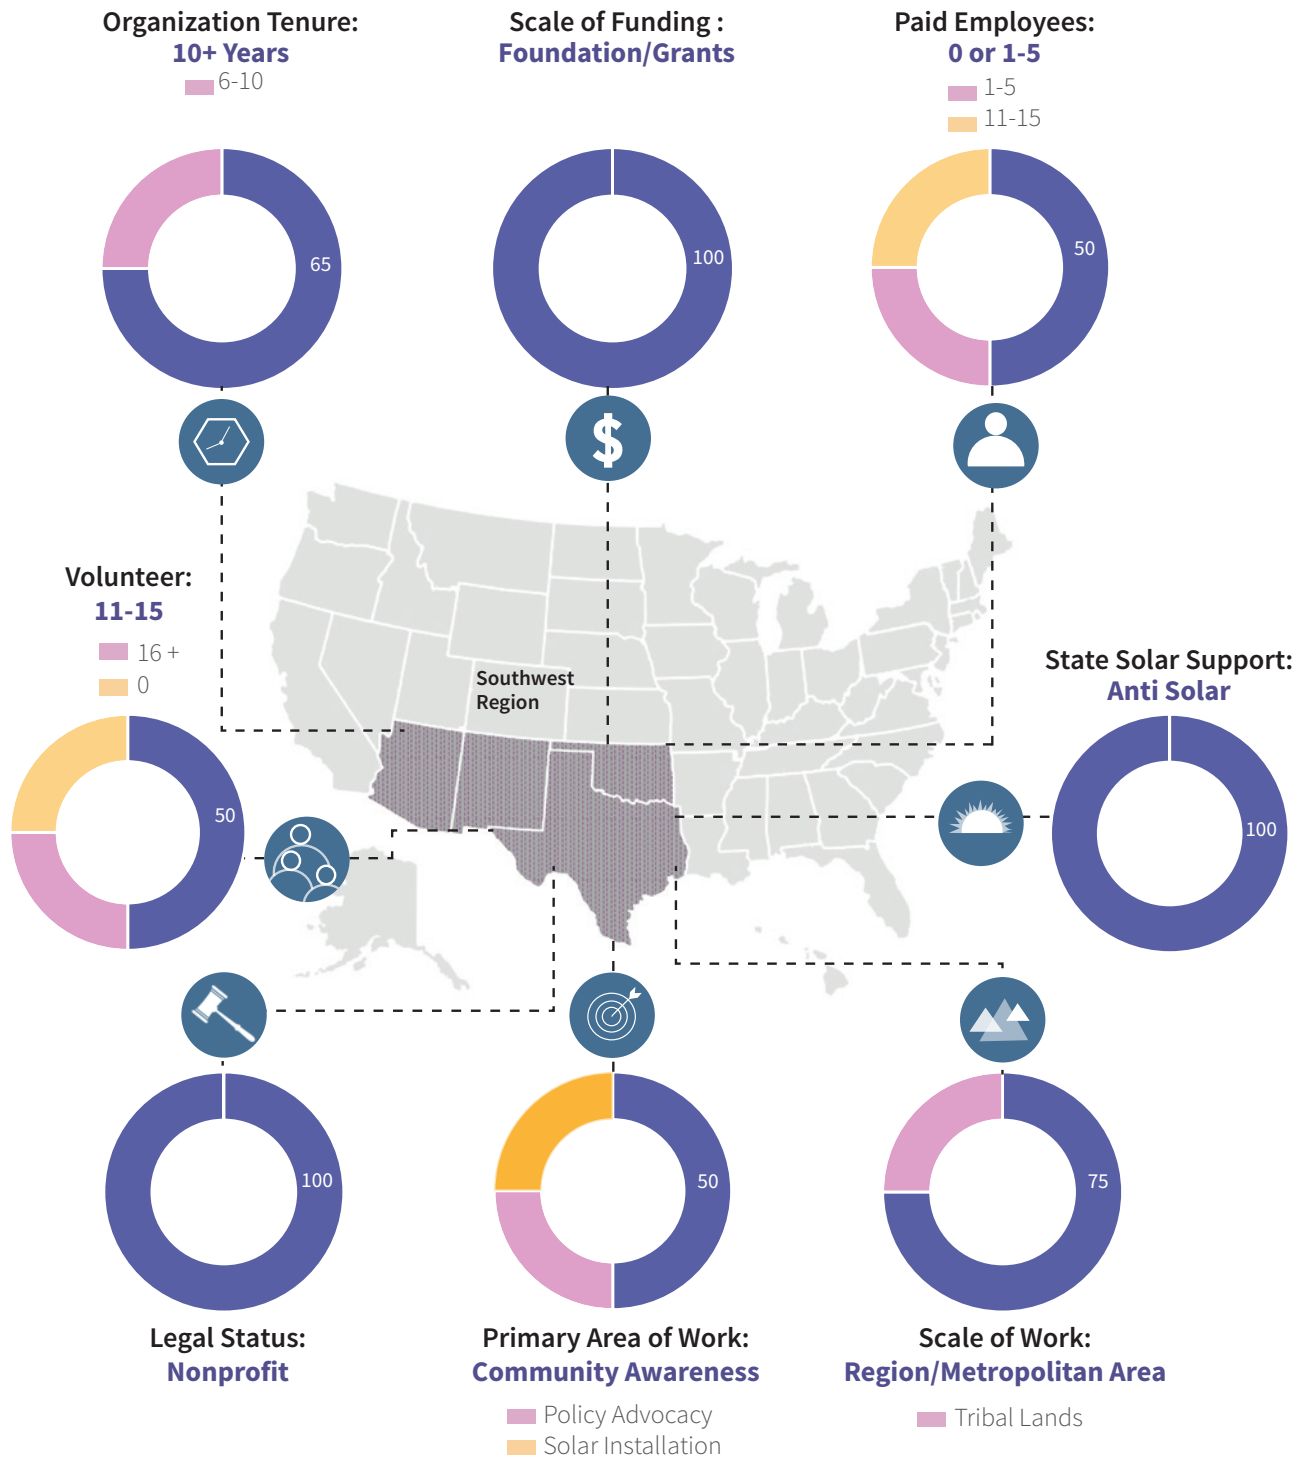 Organization Tenure:
10+ Years
6-10
65
Scale of Funding :
Foundation/Grants
100
Paid Employees:
0 or 1-5
1-5
11-15
50
Volunteer:
11-15
16 +
0
50
Southwest
Region
State Solar Support:
Anti Solar
100
100
Legal Status:
Nonprofit
50
Primary Area of Work:
Community Awareness
Policy Advocacy
Solar Installation
75
Scale of Work:
Region/Metropolitan Area
Tribal Lands